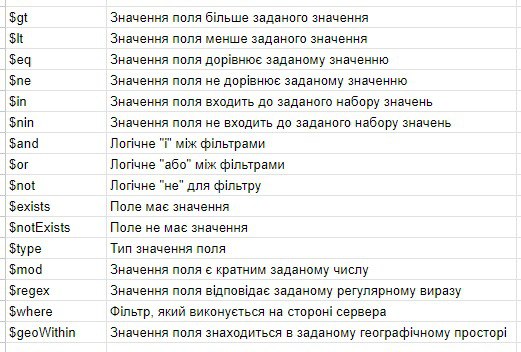 $gt Значення поля більше заданого значення
$lt Значення поля менше заданого значення
$eq Значення поля дорівнює заданому значенню
$ne Значення поля не дорівнює заданому значенню
$in Значення поля входить до заданого набору значень
$nin Значення поля не входить до заданого набору значень
$and Логічне "і" між фільтрами
$or Логічне "або" між фільтрами
$not Логічне "не" для фільтру
$exists Поле має значення
$notExists Поле не має значення
$type Тип значення поля
$mod Значення поля є кратним заданому числу
$regex Значення поля відповідає заданому регулярному виразу
$where Фільтр, який виконується на стороні сервера
$geoWithin Значення поля знаходиться в заданому географічному просторі